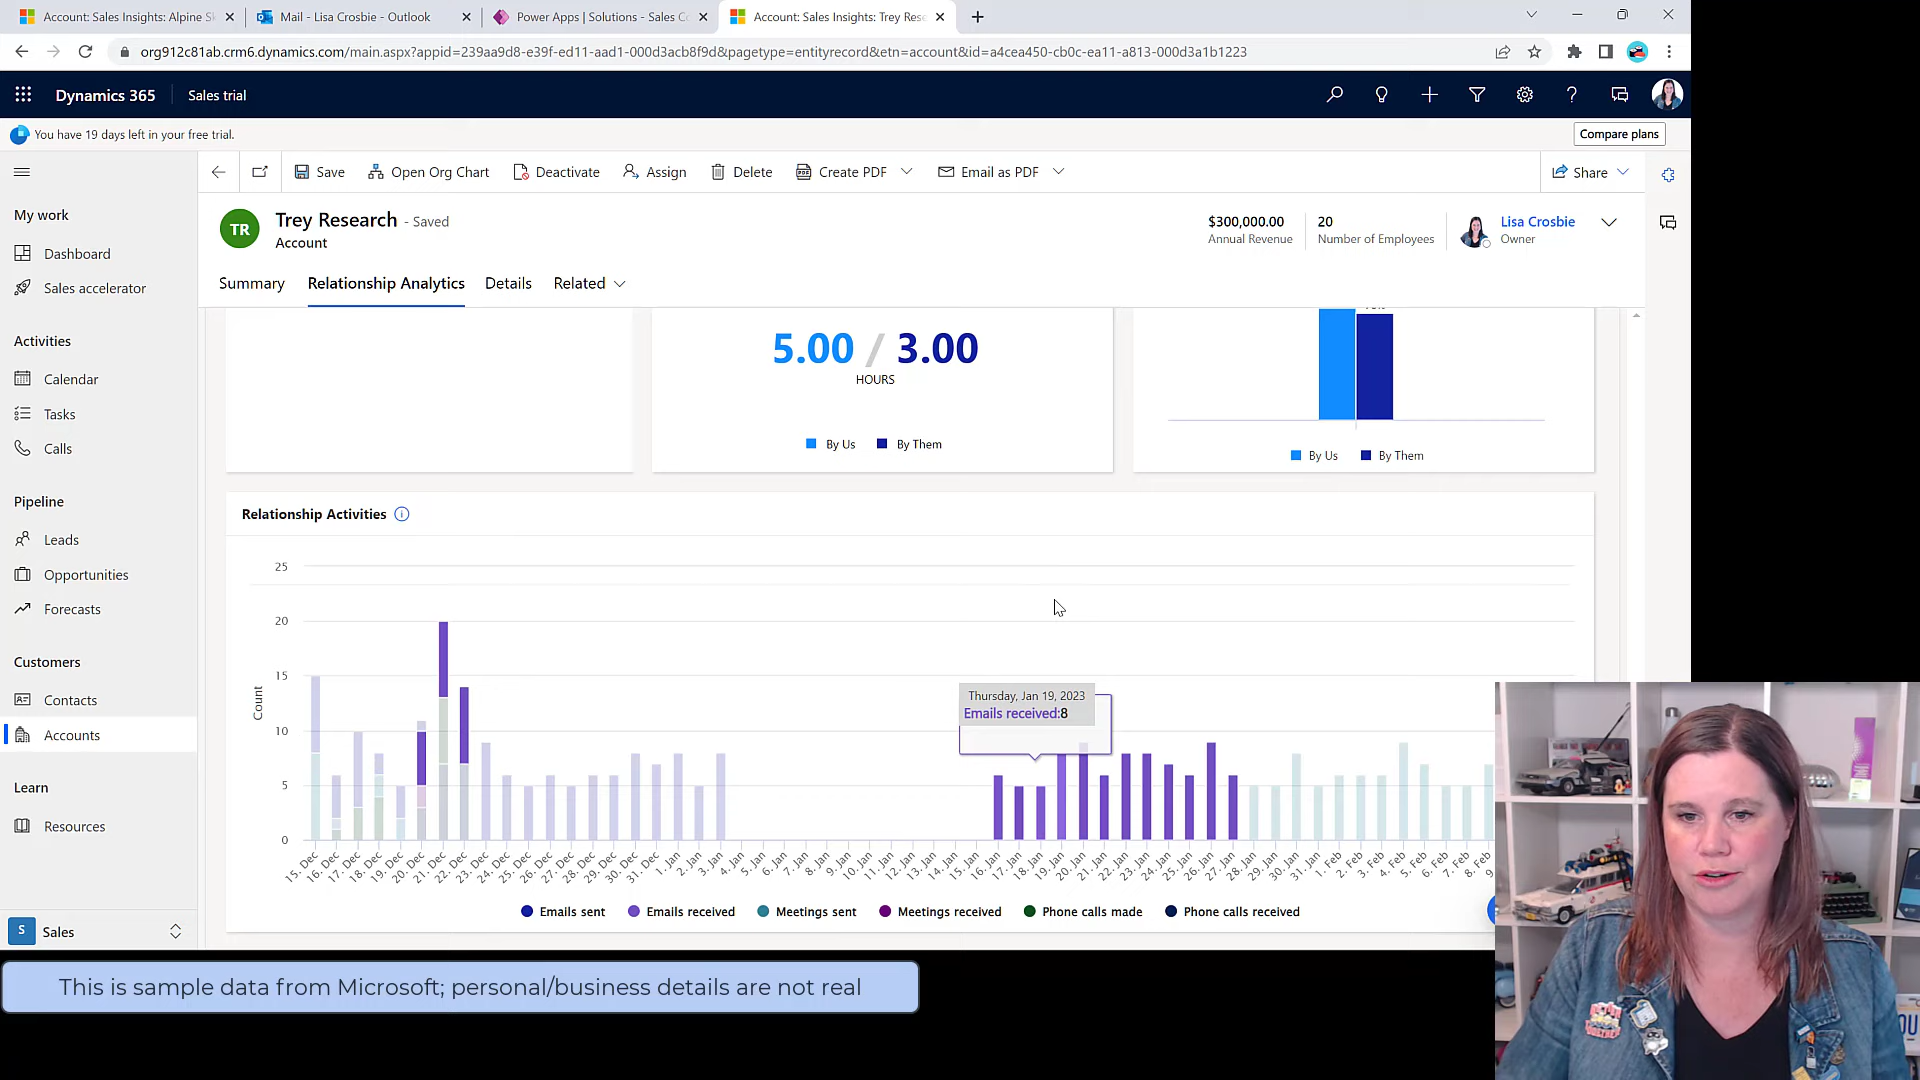 Account: Sales Insights: Alpine Sk
Mail - Lisa Crosbie - Outlook
Power Apps | Solutions - Sales Co
Account: Sales Insights: Trey Rese
org912c81ab.crm6.dynamics.com/main.aspx?appid=239aa9d8-e39f-ed11-aad1-000d3acb8f9d&pagetype=entityrecord&etn=account&id=a4cea450-cb0c-ea11-a813-000d3a1b1223
Dynamics 365
Sales trial
You have 19 days left in your free trial.
Compare plans
Save
Open Org Chart
Deactivate
Assign
Delete
Create PDF
Email as PDF
Share
My work
Dashboard
Sales accelerator
Activities
Calendar
Tasks
Calls
Pipeline
Leads
Opportunities
Forecasts
Customers
Contacts
Accounts
Learn
Resources
S Sales
TR
Trey Research - Saved
Account
$300,000.00
Annual Revenue
20
Number of Employees
Lisa Crosbie
Owner
Summary
Relationship Analytics
Details
Related
5.00 / 3.00
HOURS
By Us By Them
By Us By Them
Relationship Activities
Count
25
20
15
10
5
0
Thursday, Jan 19, 2023
Emails received:8
15. Dec
16. Dec
17. Dec
18. Dec
19. Dec
20. Dec
21. Dec
22. Dec
23. Dec
24. Dec
25. Dec
26. Dec
27. Dec
28. Dec
29. Dec
30. Dec
31. Dec
1. Jan
2. Jan
3. Jan
4. Jan
5. Jan
6. Jan
7. Jan
8. Jan
9. Jan
10. Jan
11. Jan
12. Jan
13. Jan
14. Jan
15. Jan
16. Jan
17. Jan
18. Jan
19. Jan
20. Jan
21. Jan
22. Jan
23. Jan
24. Jan
25. Jan
26. Jan
27. Jan
28. Jan
29. Jan
30. Jan
31. Jan
1. Feb
2. Feb
3. Feb
4. Feb
5. Feb
6. Feb
7. Feb
8. Feb
Emails sent
Emails received
Meetings sent
Meetings received
Phone calls made
Phone calls received
This is sample data from Microsoft; personal/business details are not real